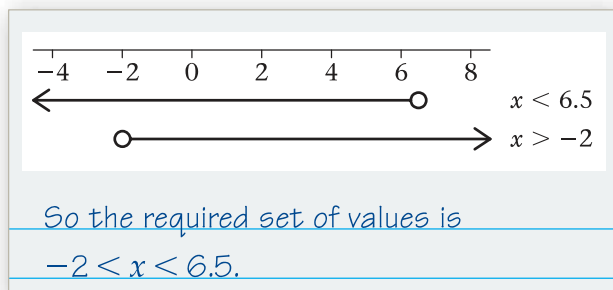 −4 −2 0 2 4 6 8
x < 6.5
x > −2
So the required set of values is
−2 < x < 6.5.